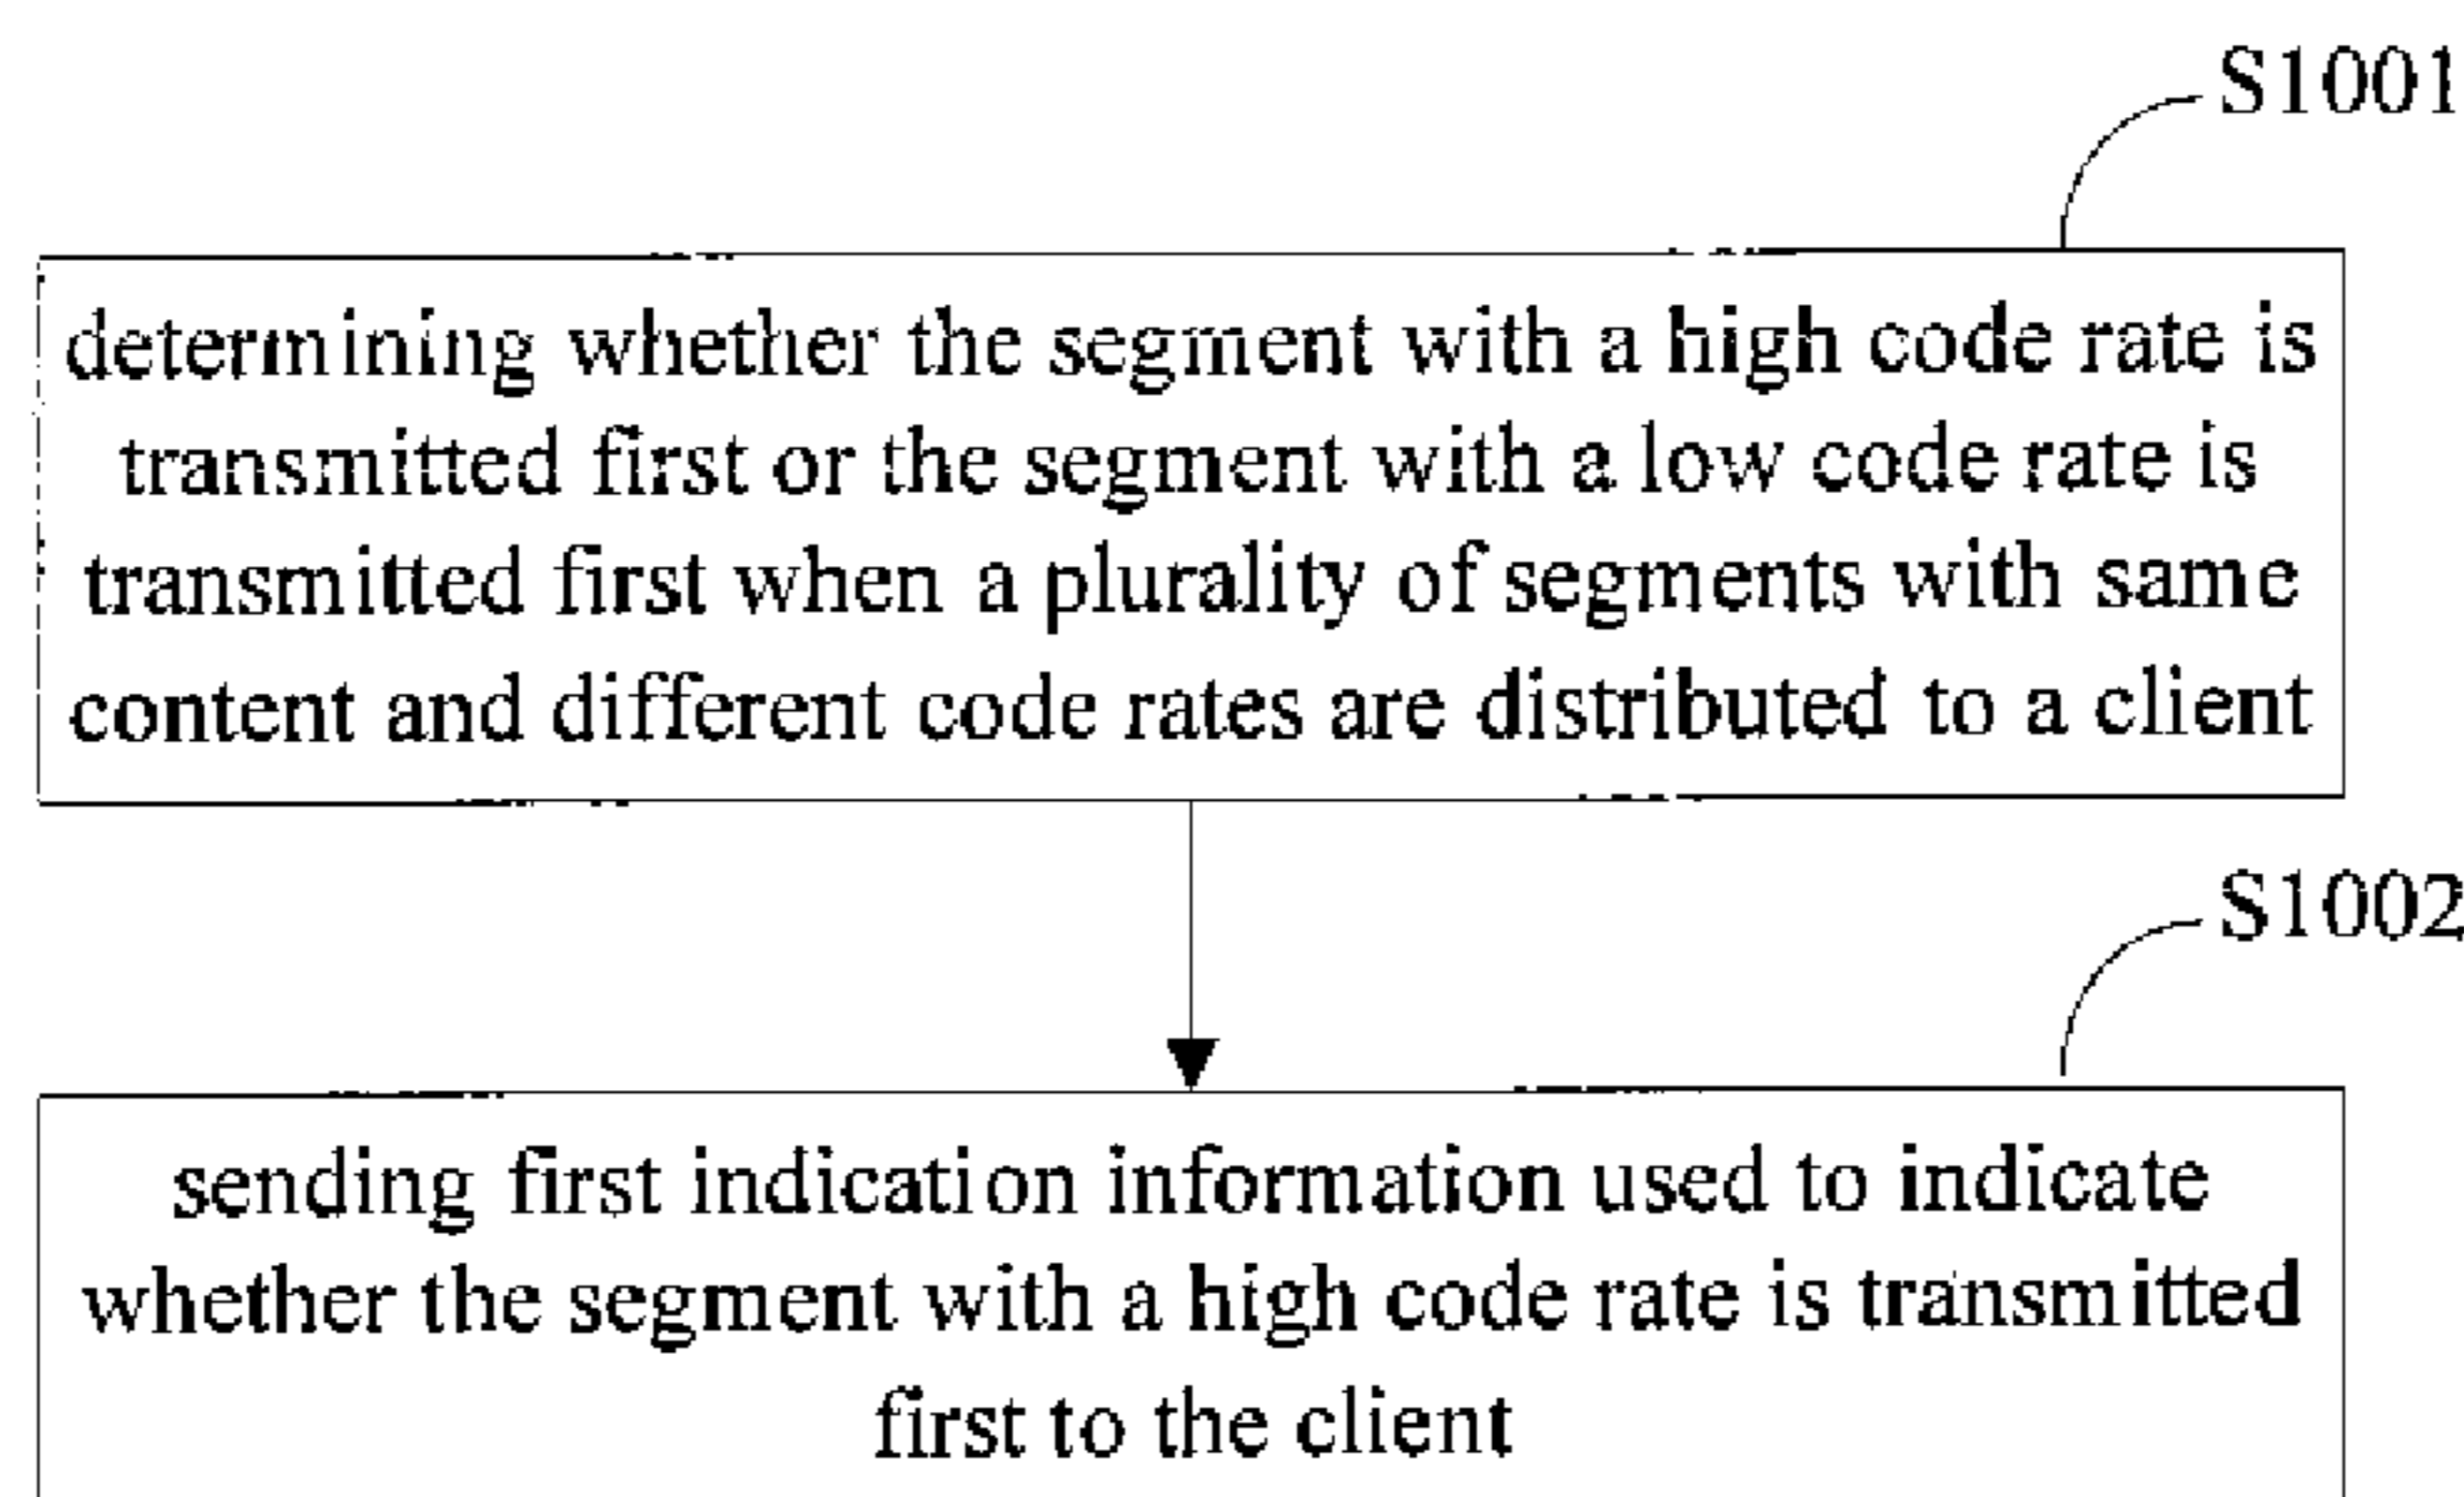 S1001
determining whether the segment with a high code rate is
transmitted first or the segment with a low code rate is
transmitted first when a plurality of segments with same
content and different code rates are distributed to a client
S1002
sending first indication information used to indicate
whether the segment with a high code rate is transmitted
first to the client